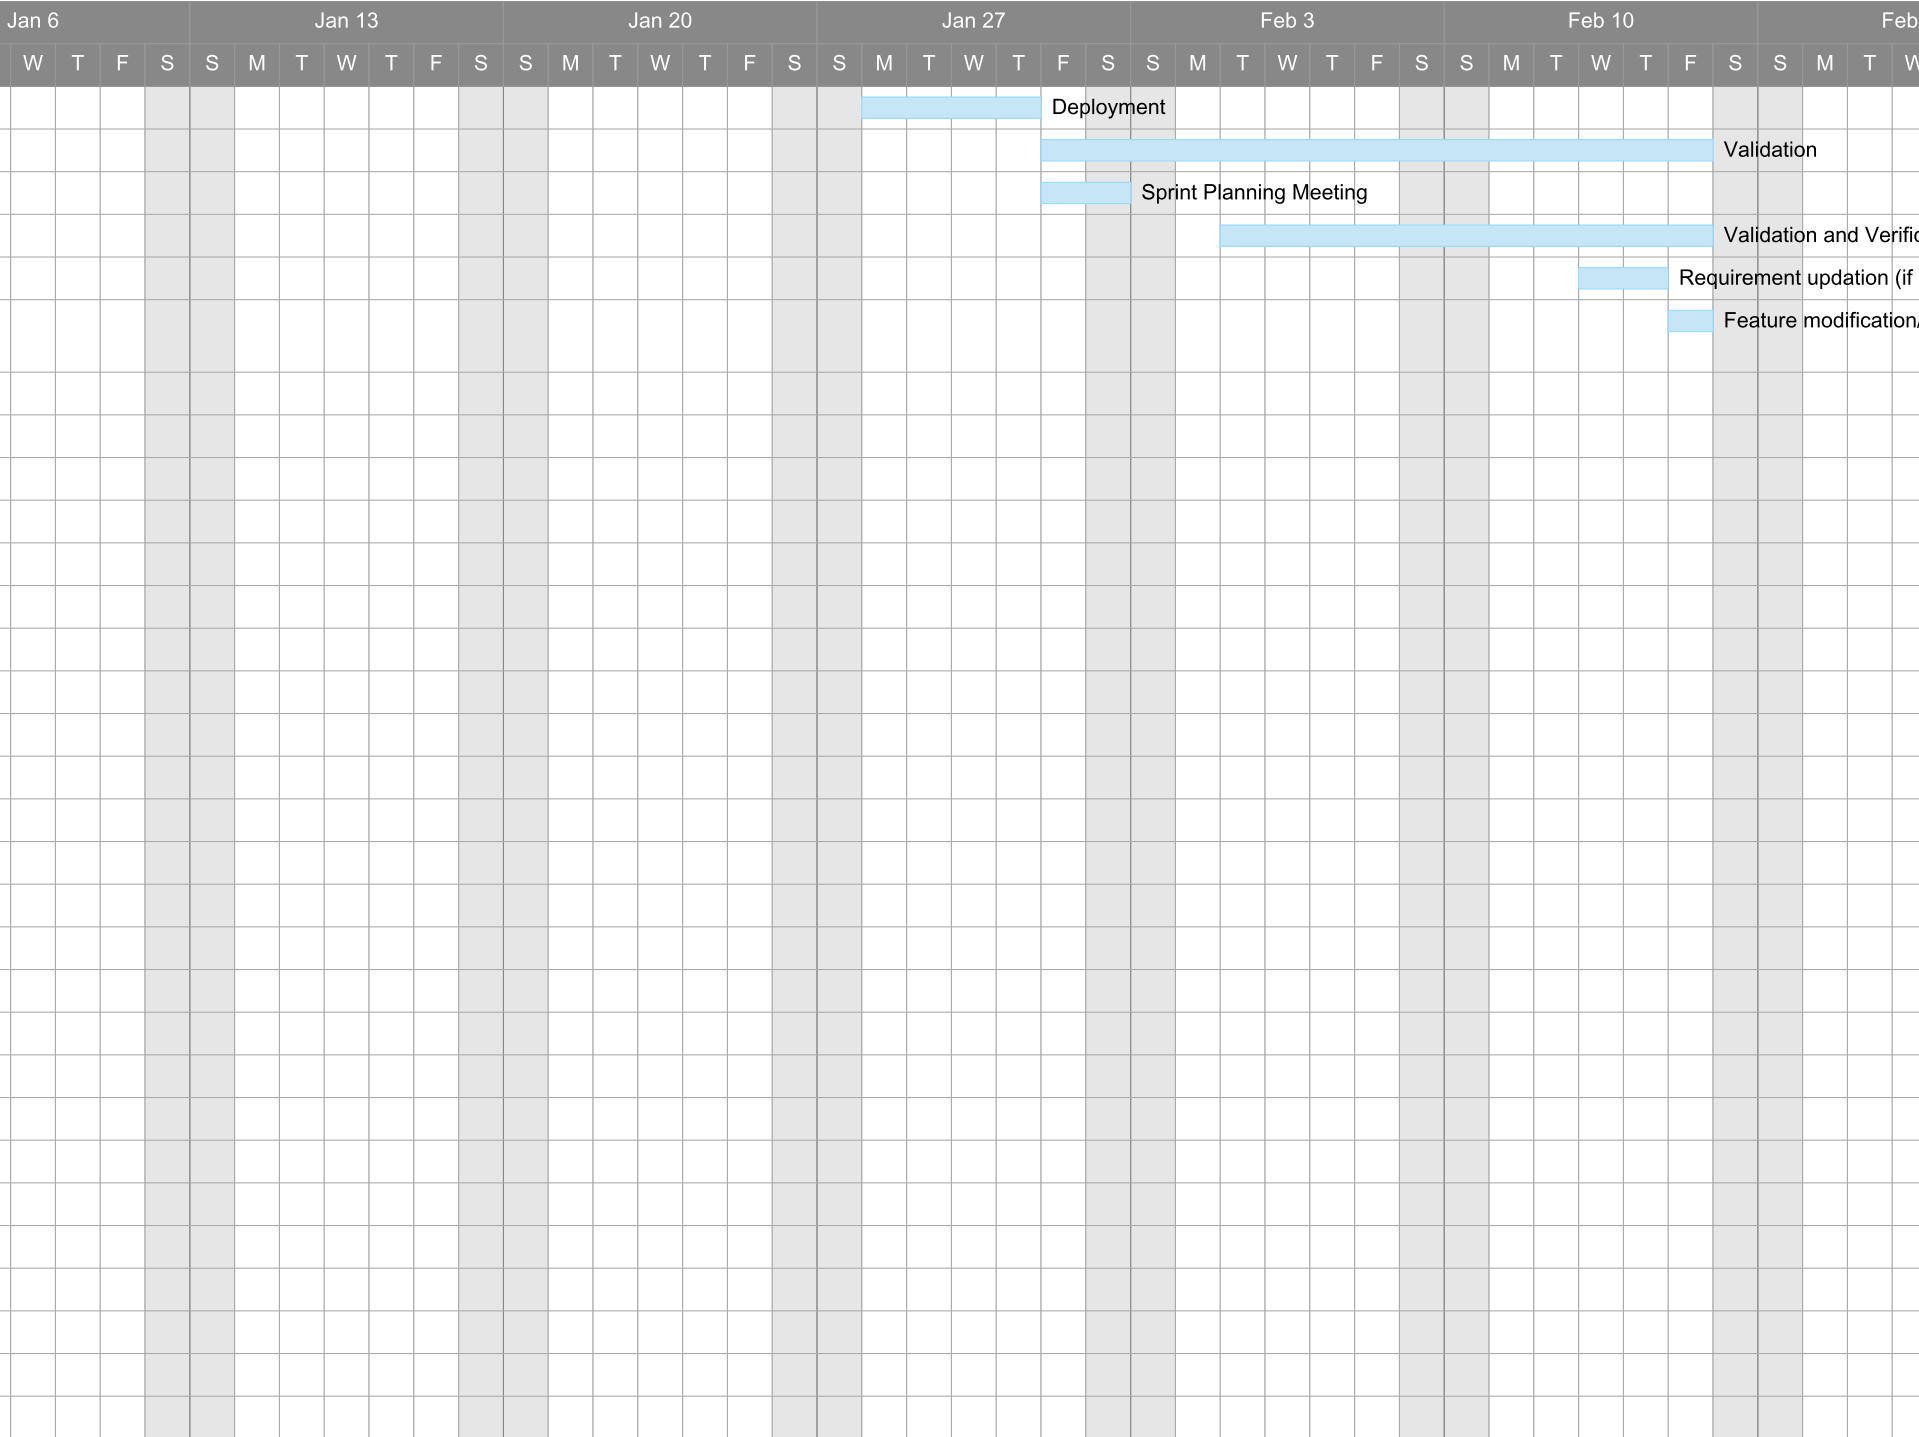 Jan 6 Jan 13 Jan 20 Jan 27 Feb 3 Feb 10 Feb
W T F S S M T W T F S S M T W T F S S M T W T F S S M T W T F S S M T W T F S S M T W
Deployment
Validation
Sprint Planning Meeting
Validation and
Requirement updation (if
Feature modification/